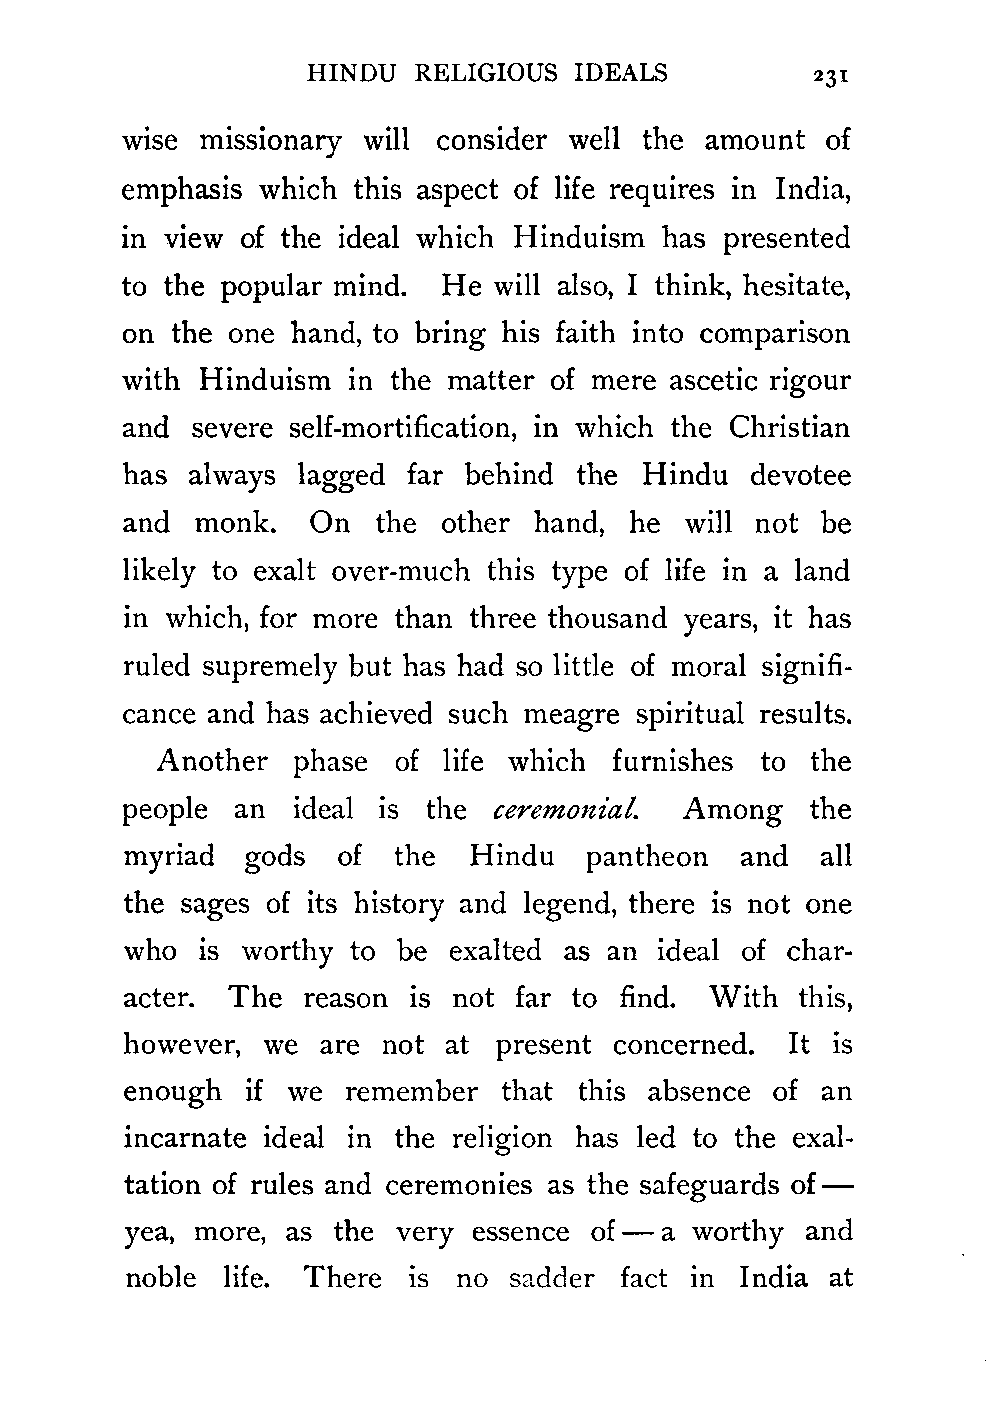 HINDU RELIGIOUS IDEALS 231
wise missionary will consider well the amount of
emphasis which this aspect of life requires in India,
in view of the ideal which Hinduism has presented
to the popular mind. He will also, I think, hesitate,
on the one hand, to bring his faith into comparison
with Hinduism in the matter of mere ascetic rigour
and severe self-mortification, in which the Christian
has always lagged far behind the Hindu devotee
and monk. On the other hand, he will not be
likely to exalt over-much this type of life in a land
in which, for more than three thousand years, it has
ruled supremely but has had so little of moral signifi-
cance and has achieved such meagre spiritual results.
Another phase of life which furnishes to the
people an ideal is the ceremonial. Among the
myriad gods of the Hindu pantheon and all
the sages of its history and legend, there is not one
who is worthy to be exalted as an ideal of char-
acter. The reason is not far to find. With this,
however, we are not at present concerned. It is
enough if we remember that this absence of an
incarnate ideal in the religion has led to the exal-
tation of rules and ceremonies as the safeguards of —
yea, more, as the very essence of — a worthy and
noble life. There is no sadder fact in India at